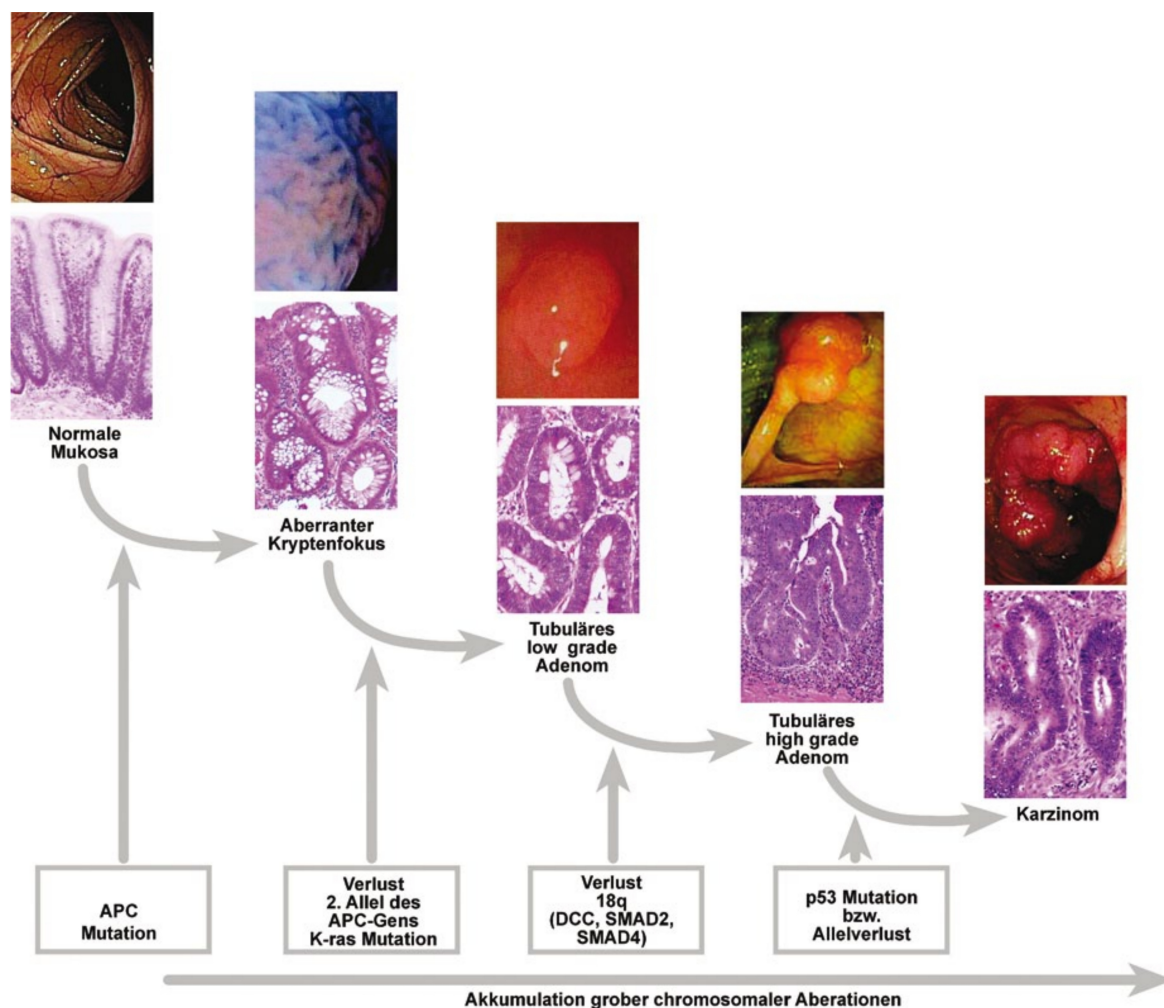 Normale
Mukosa
Aberranter
Kryptenfokus
Tubuläres
low grade
Adenom
Tubuläres
high grade
Adenom
Karzinom
APC
Mutation
Verlust
2. Allel des
APC-Gens
K-ras Mutation
Verlust
18q
(DCC, SMAD2,
SMAD4)
p53 Mutation
bzw.
Allelverlust
Akkumulation grober chromosomaler Aberationen